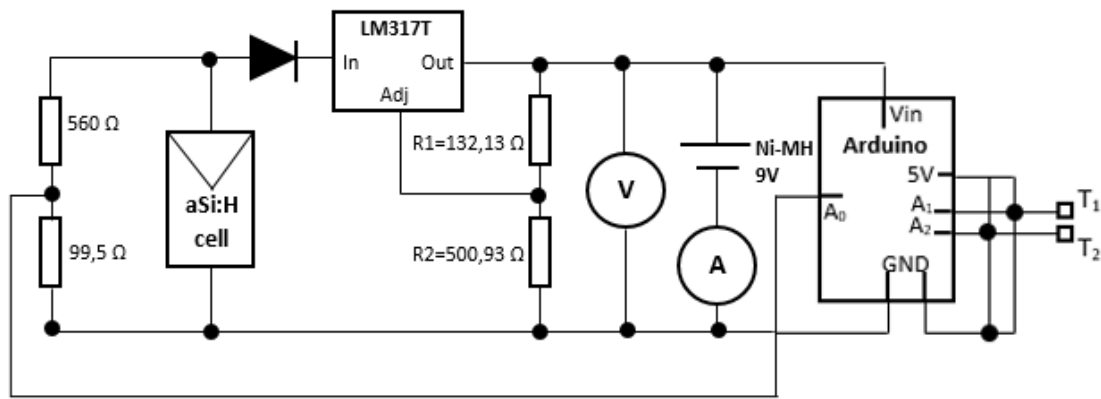 LM317T
In
Out
Adj
560 Ω
R1=132,13 Ω
Vin
Arduino
Ni-MH
9V
5V
aSi:H
cell
V
A0
A1
A2
T1
99,5 Ω
R2=500,93 Ω
A
GND
T2